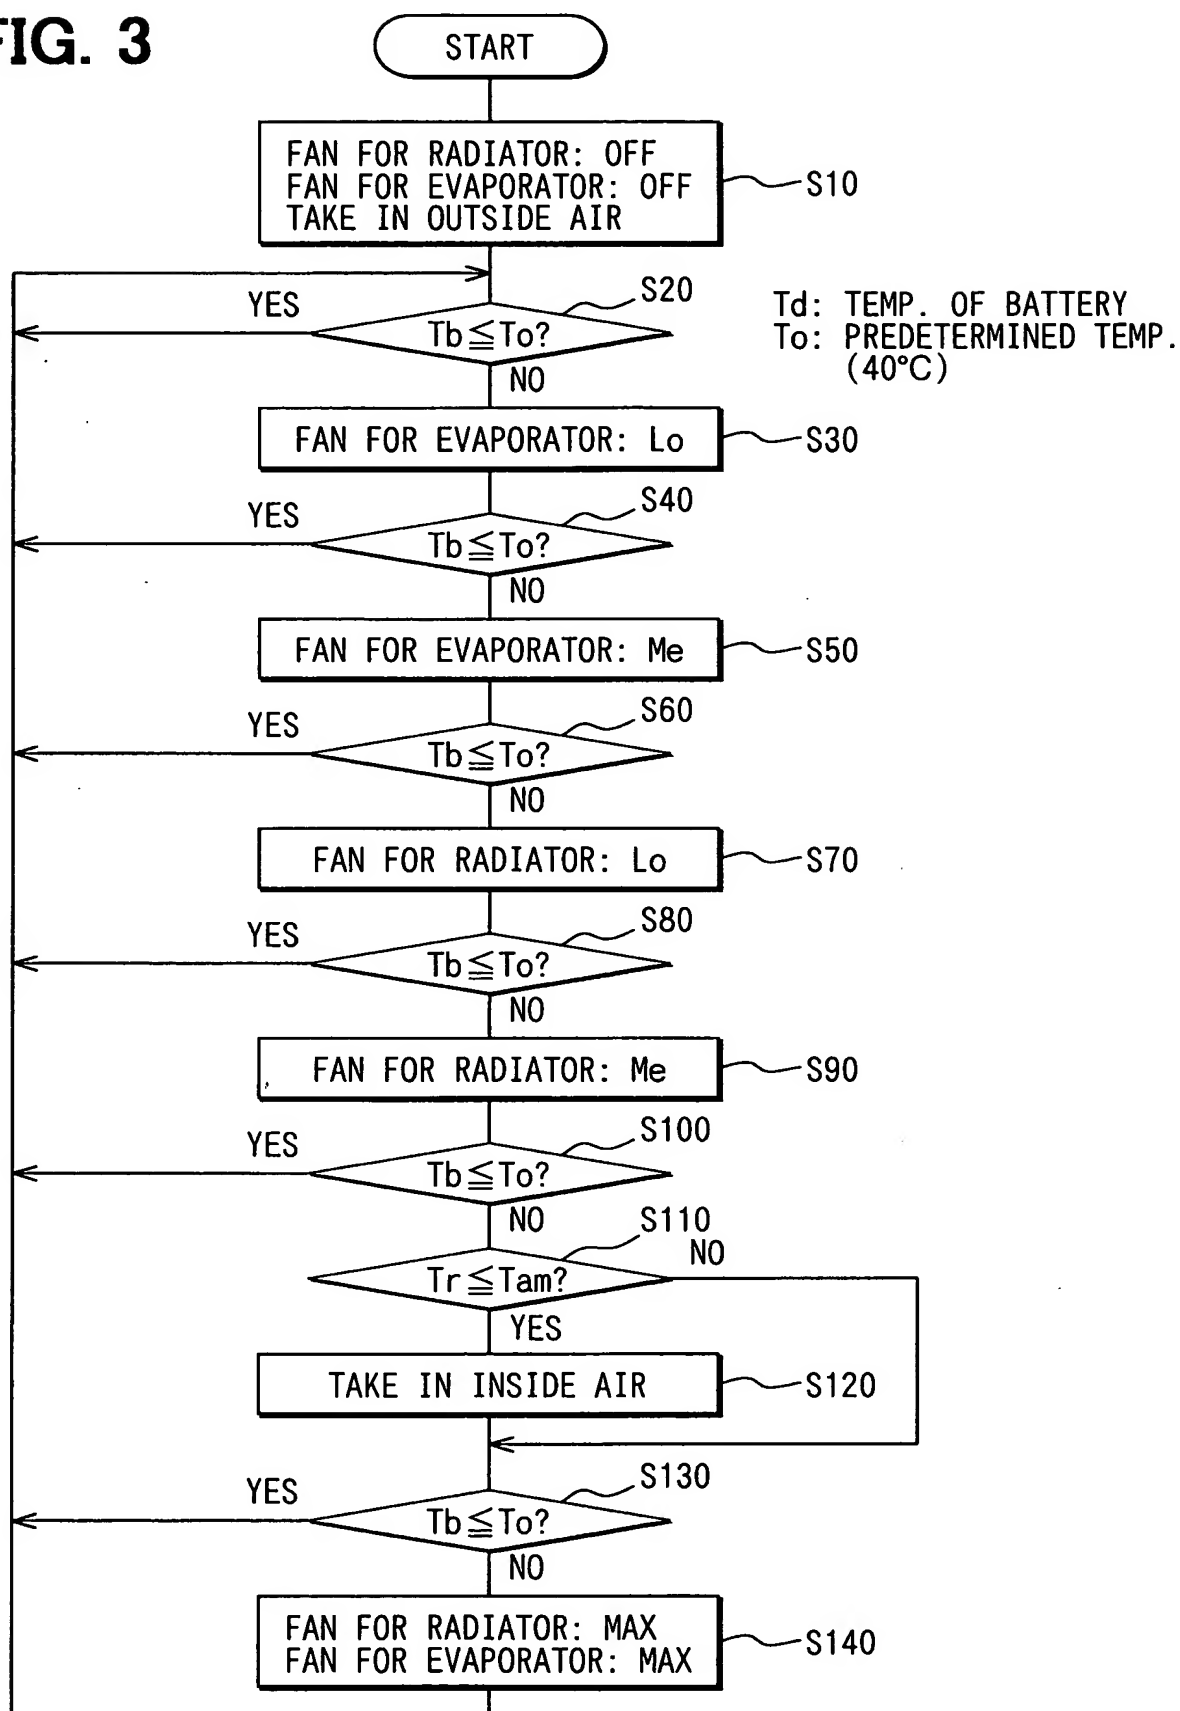 FIG. 3
START
FAN FOR RADIATOR: OFF
FAN FOR EVAPORATOR: OFF
TAKE IN OUTSIDE AIR
S10
YES
S20
Tb≦To?
NO
Td: TEMP. OF BATTERY
To: PREDETERMINED TEMP.
(40°C)
FAN FOR EVAPORATOR: Lo
S30
YES
S40
Tb≦To?
NO
FAN FOR EVAPORATOR: Me
S50
YES
S60
Tb≦To?
NO
FAN FOR RADIATOR: Lo
S70
YES
S80
Tb≦To?
NO
FAN FOR RADIATOR: Me
S90
YES
S100
Tb≦To?
NO
S110
NO
Tr≦Tam?
YES
TAKE IN INSIDE AIR
S120
YES
S130
Tb≦To?
NO
FAN FOR RADIATOR: MAX
FAN FOR EVAPORATOR: MAX
S140